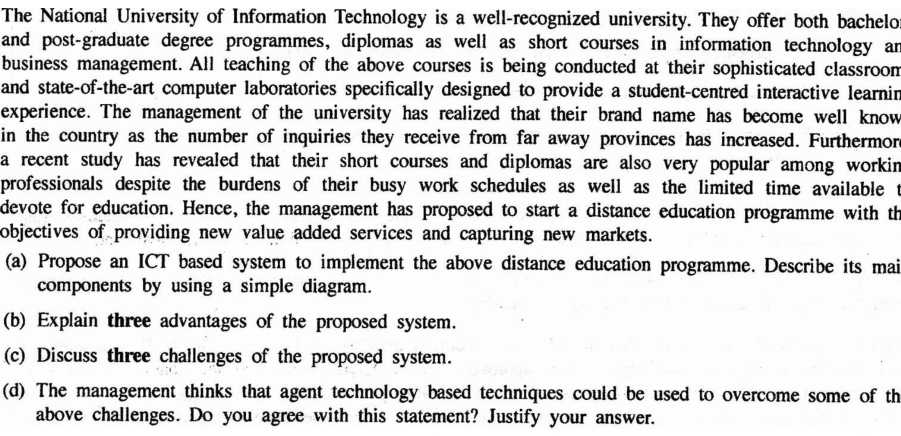 The National University of Information Technology is a well-recognized university. They offer both bachelo
and post-graduate degree programmes, diplomas as well as short courses in information technology an
business management. All teaching of the above courses is being conducted at their sophisticated classroom
and state-of-the-art computer laboratories specifically designed to provide a student-centred interactive learnin
experience. The management of the university has realized that their brand name has become well know
in the country as the number of inquiries they receive from far away provinces has increased. Furthermor
a recent study has revealed that their short courses and diplomas are also very popular among workin
professionals despite the burdens of their busy work schedules as well as the limited time available t
devote for education. Hence, the management has proposed to start a distance education programme with th
objectives of providing new value added services and capturing new markets.
(a) Propose an ICT based system to implement the above distance education programme. Describe its mai
components by using a simple diagram.
(b) Explain three advantages of the proposed system.
(c) Discuss three challenges of the proposed system.
(d) The management thinks that agent technology based techniques could be used to overcome some of th
above challenges. Do you agree with this statement? Justify your answer.